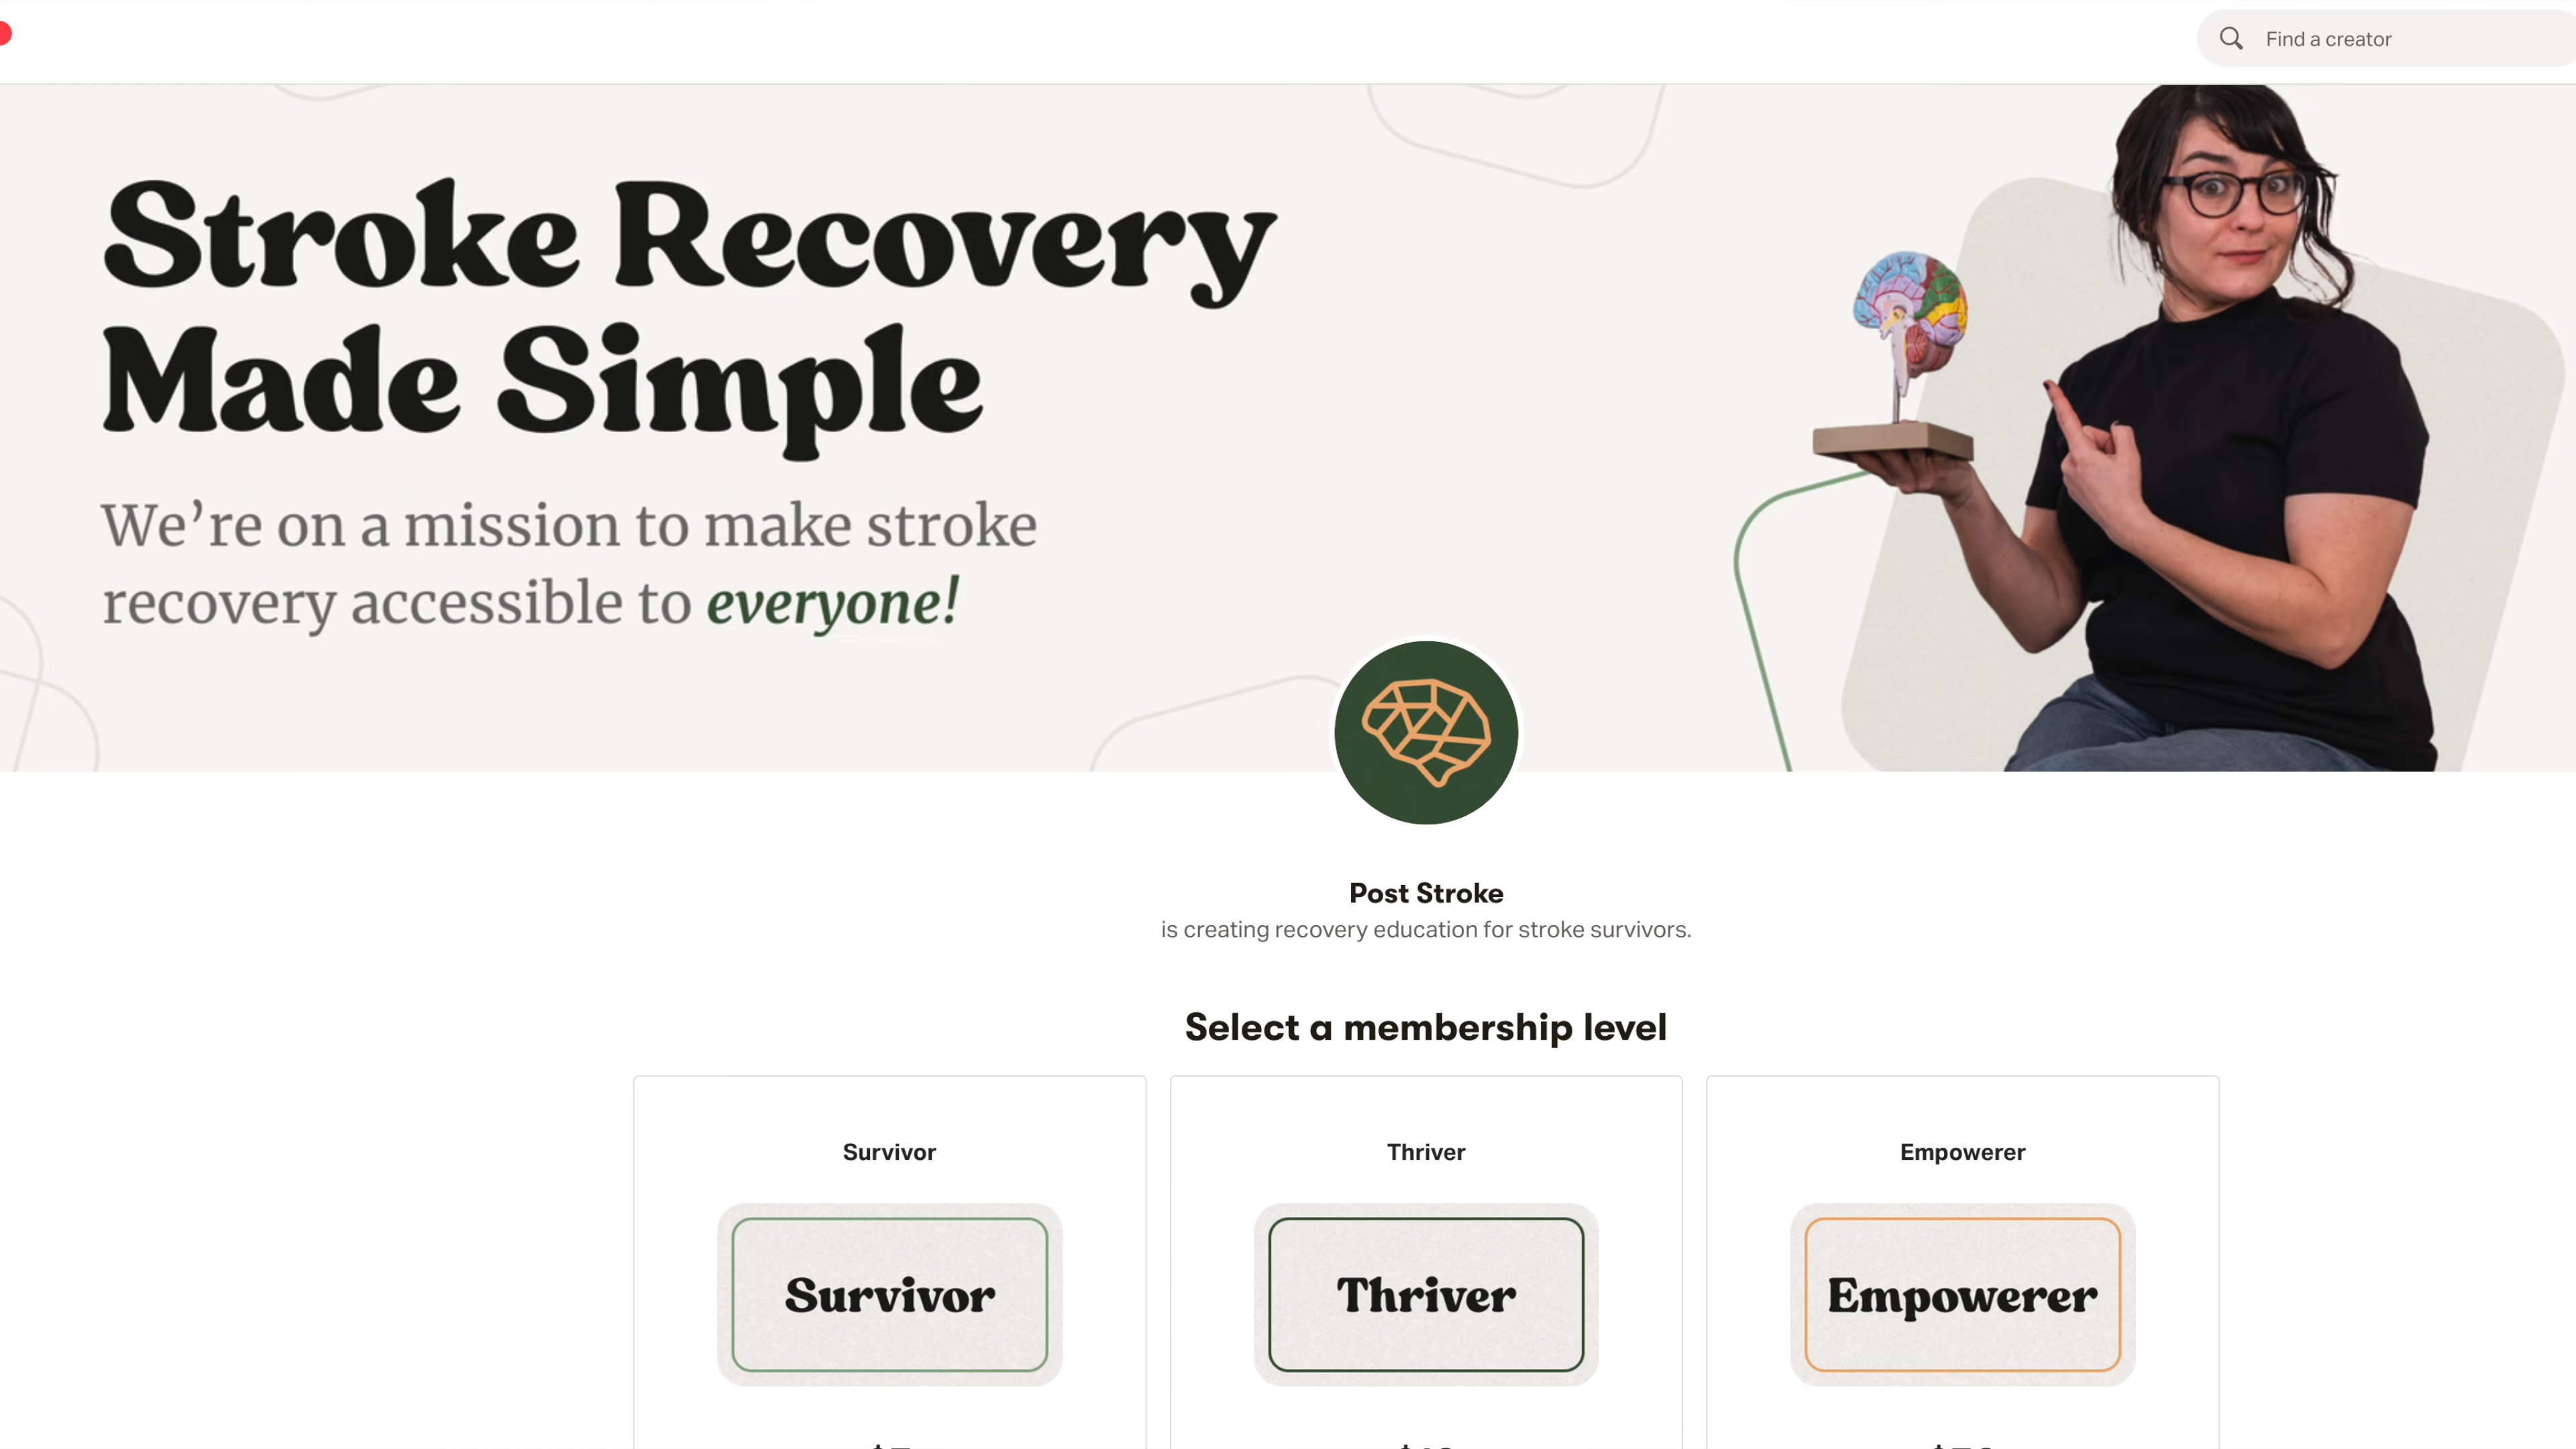 Find a creator
Stroke Recovery
Made Simple
We’re on a mission to make stroke
recovery accessible to everyone!
Post Stroke
is creating recovery education for stroke survivors.
Select a membership level
Survivor
Thriver
Empowerer
Survivor
Thriver
Empowerer